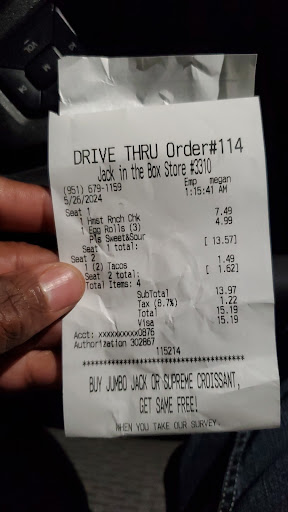 DRIVE THRU Order#114
Jack in the Box Store #3310
(951) 679-1159 Emp megan
5/26/2024 1:15:41 AM
Seat 1
1 Hmst Rnch Chk 7.49
1 Egg Rolls (3) 4.99
Pls Sweet&Sour
Seat 1 total: [ 13.57]
Seat 2
1 (2) Tacos 1.49
Seat 2 total: [ 1.62]
Total Items: 4
SubTotal 13.97
Tax (8.7%) 1.22
Total 15.19
Visa 15.19
Acct: xxxxxxxxxx0876
Authorization 302867
115214
****************************************
BUY JUMBO JACK OR SUPREME CROISSANT,
GET SAME FREE!
WHEN YOU TAKE OUR SURVEY.